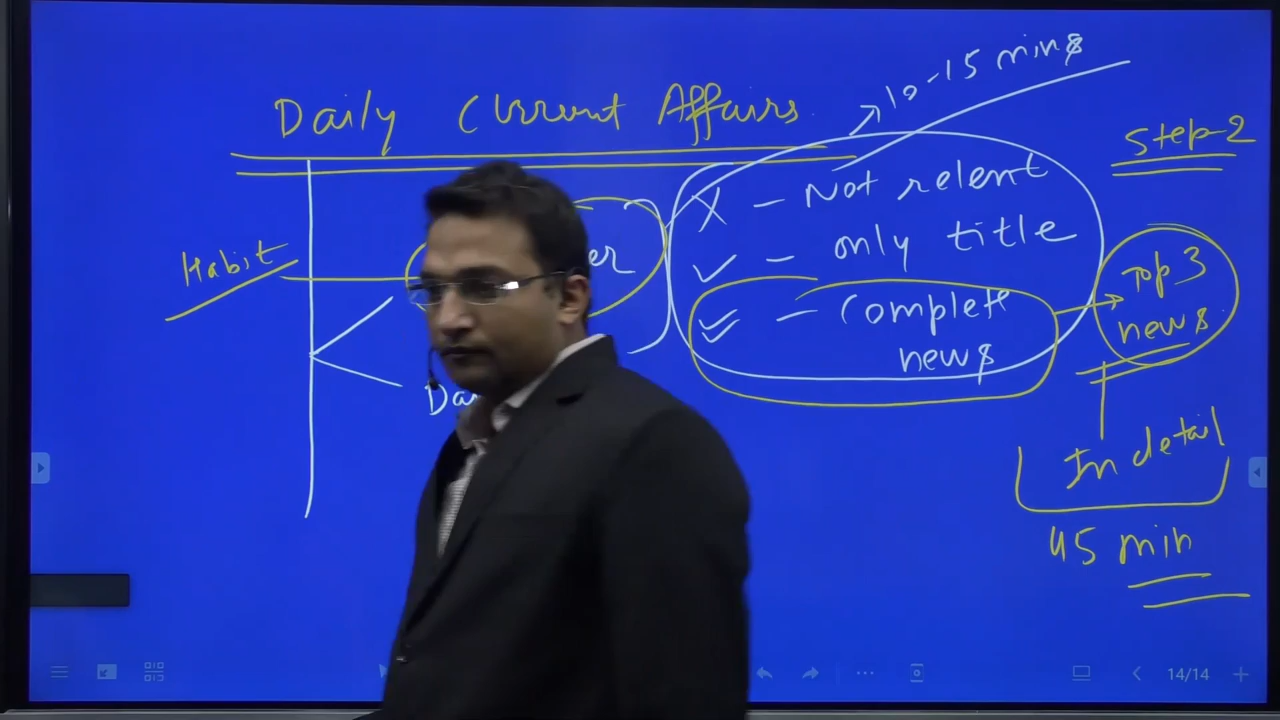 Daily Current Affairs
→ 10-15 mins
Step-2
Habit
X - Not relent
✓ - only title
✓ - Complete
news
Top 3
news
In detail
45 min
14/14